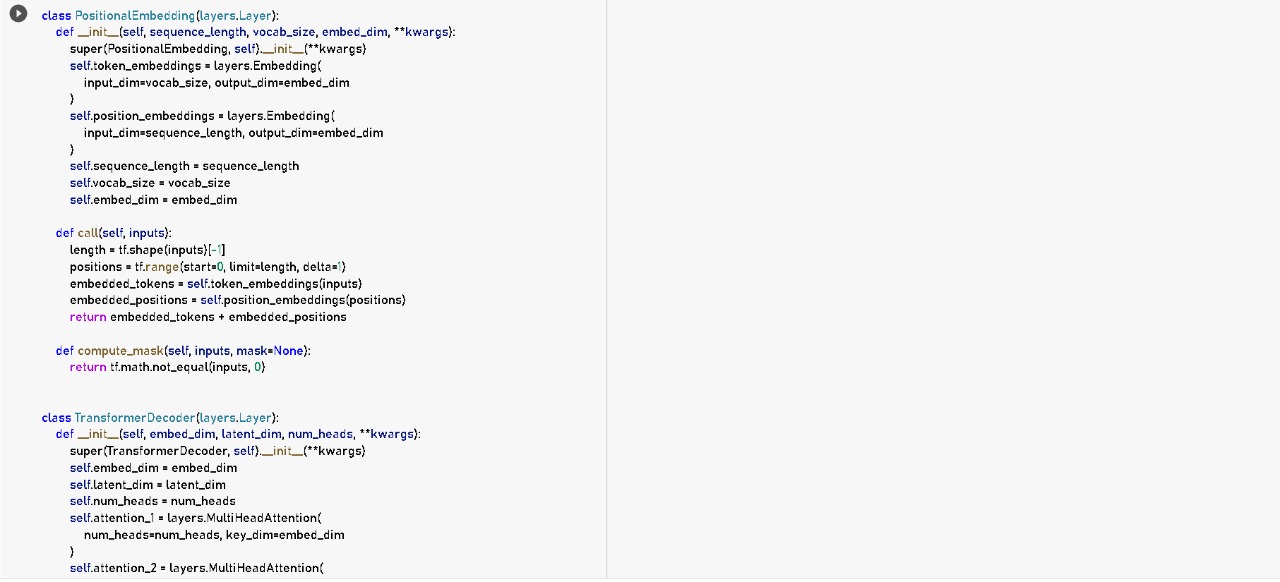 class PositionalEmbedding(layers.Layer):
def __init__(self, sequence_length, vocab_size, embed_dim, **kwargs):
super(PositionalEmbedding, self).__init__(**kwargs)
self.token_embeddings = layers.Embedding(
input_dim=vocab_size, output_dim=embed_dim
)
self.position_embeddings = layers.Embedding(
input_dim=sequence_length, output_dim=embed_dim
)
self.sequence_length = sequence_length
self.vocab_size = vocab_size
self.embed_dim = embed_dim
def call(self, inputs):
length = tf.shape(inputs)[-1]
positions = tf.range(start=0, limit=length, delta=1)
embedded_tokens = self.token_embeddings(inputs)
embedded_positions = self.position_embeddings(positions)
return embedded_tokens + embedded_positions
def compute_mask(self, inputs, mask=None):
return tf.math.not_equal(inputs, 0)
class TransformerDecoder(layers.Layer):
def __init__(self, embed_dim, latent_dim, num_heads, **kwargs):
super(TransformerDecoder, self).__init__(**kwargs)
self.embed_dim = embed_dim
self.latent_dim = latent_dim
self.num_heads = num_heads
self.attention_1 = layers.MultiHeadAttention(
num_heads=num_heads, key_dim=embed_dim
)
self.attention_2 = layers.MultiHeadAttention(